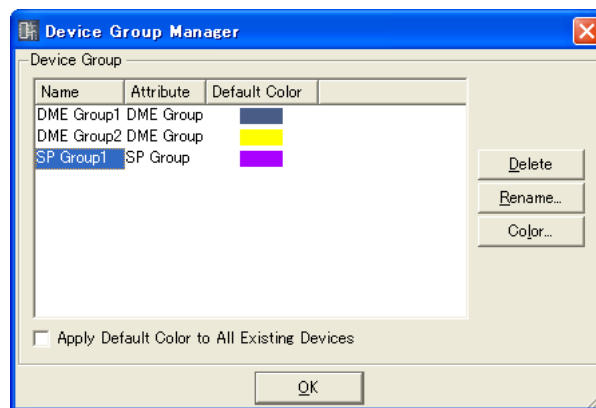 Device Group Manager
Device Group
Name Attribute Default Color
DME Group1 DME Group
DME Group2 DME Group
SP Group1 SP Group
Delete
Rename...
Color...
Apply Default Color to All Existing Devices
OK